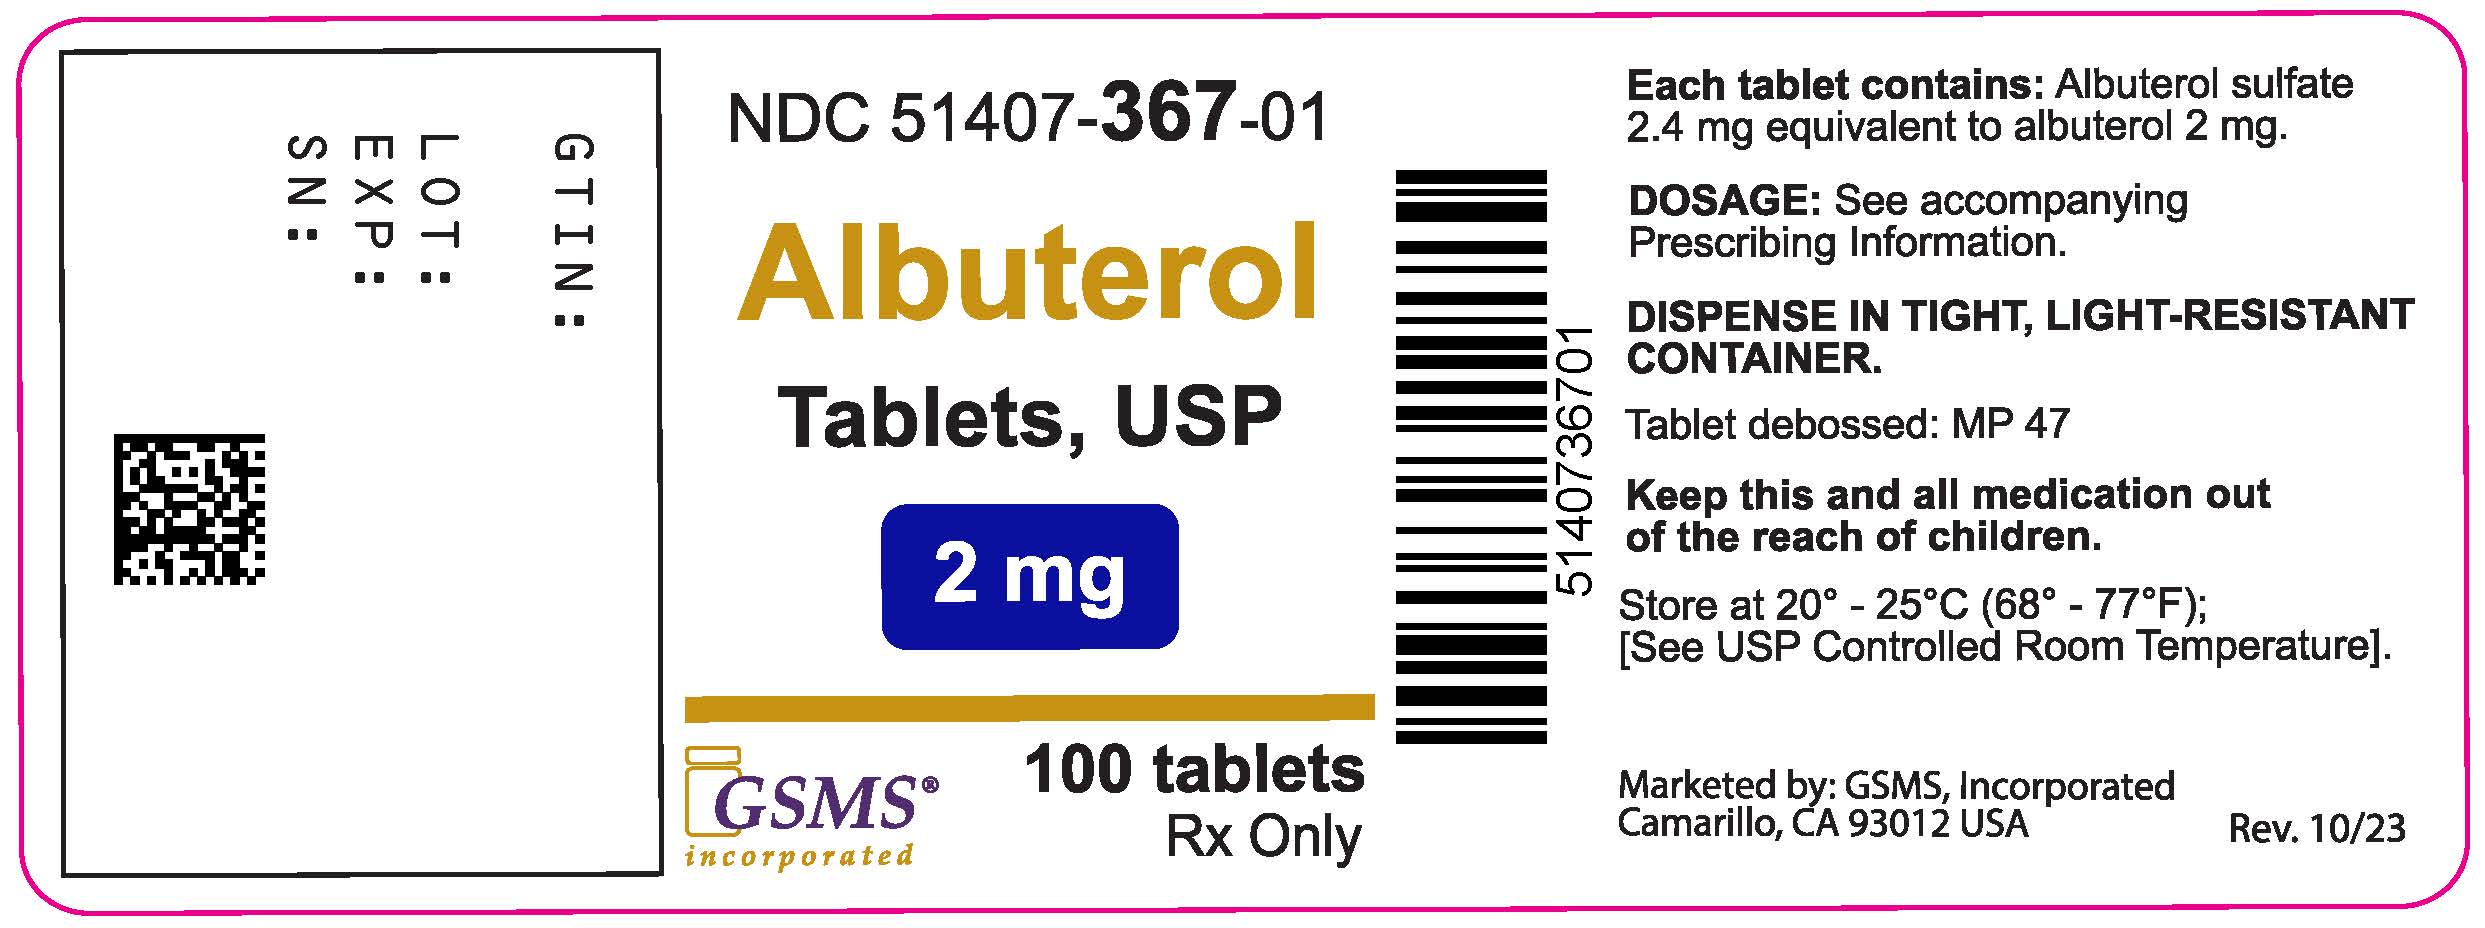 GTIN:
LOT:
EXP:
SN:
NDC 51407-367-01
Albuterol
Tablets, USP
2 mg
GSMS®
incorporated
100 tablets
Rx Only
5140736701
Each tablet contains: Albuterol sulfate
2.4 mg equivalent to albuterol 2 mg.
DOSAGE: See accompanying
Prescribing Information.
DISPENSE IN TIGHT, LIGHT-RESISTANT
CONTAINER.
Tablet debossed: MP 47
Keep this and all medication out
of the reach of children.
Store at 20° - 25°C (68° - 77°F);
[See USP Controlled Room Temperature].
Marketed by: GSMS, Incorporated
Camarillo, CA 93012 USA
Rev. 10/23